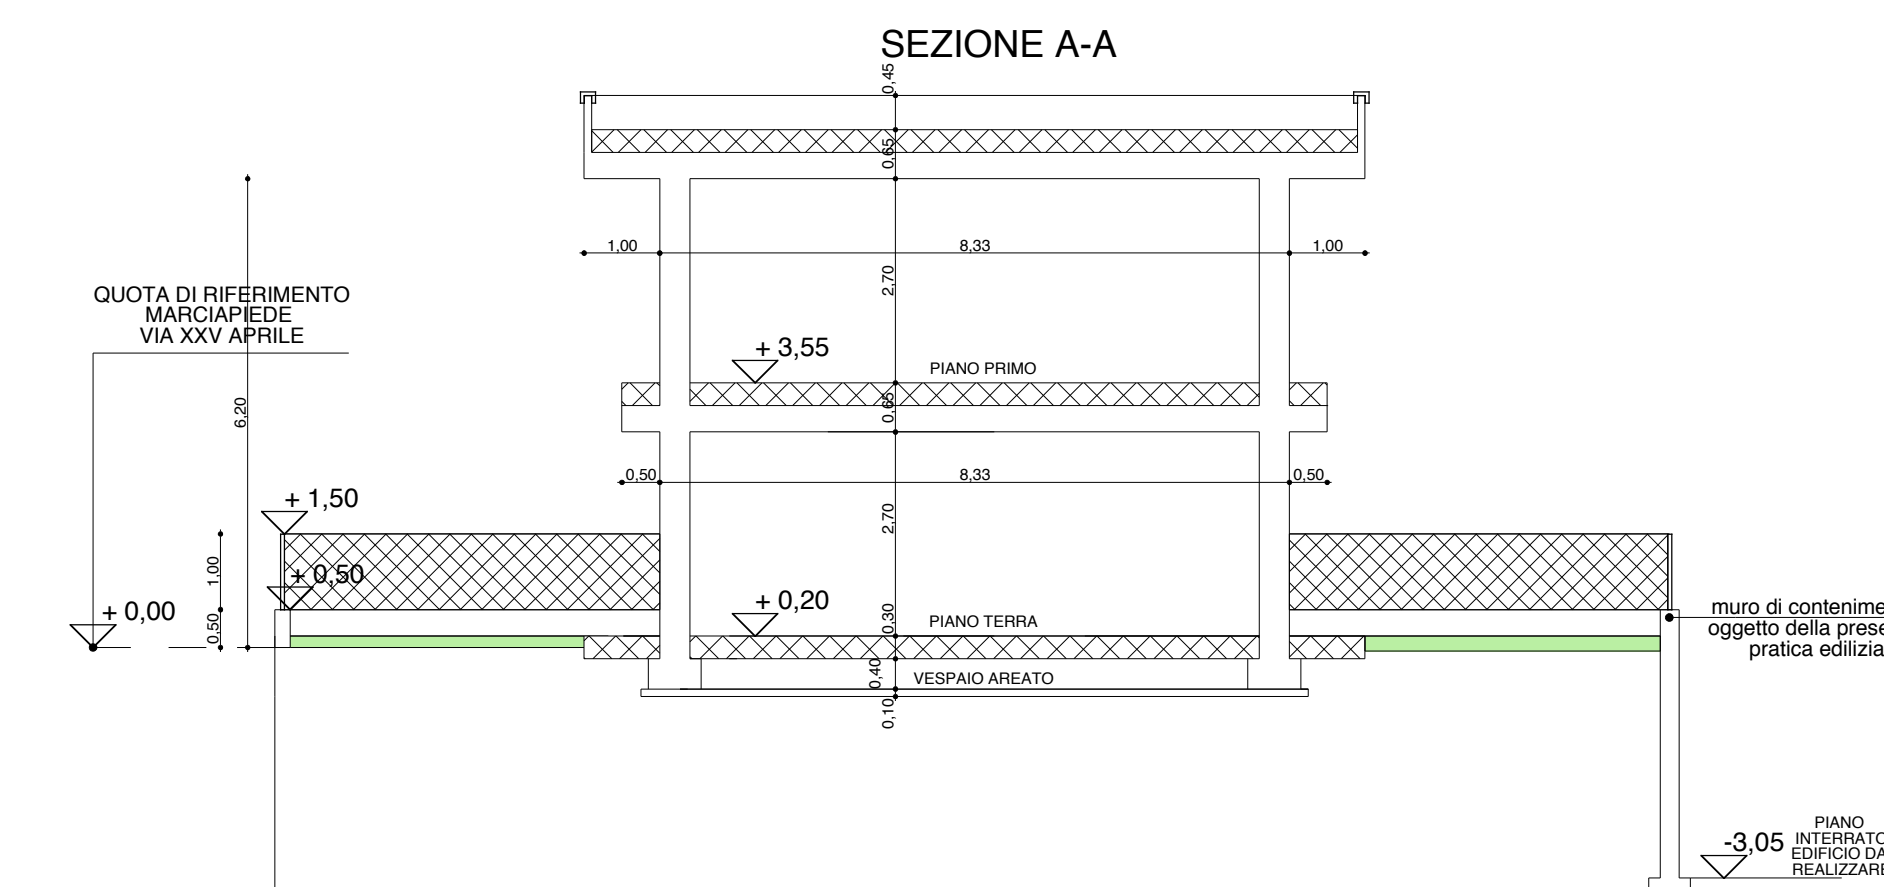 SEZIONE A-A
0,45
0,65
1,00
8,33
1,00
2,70
QUOTA DI RIFERIMENTO
MARCIAPIEDE
VIA XXV APRILE
+ 3,55
PIANO PRIMO
0,65
6,20
0,50
8,33
0,50
+ 1,50
2,70
1,00
+ 0,50
+ 0,00
0,50
+ 0,20
0,30
PIANO TERRA
muro di contenime
oggetto della prese
pratica edilizia
0,40
VESPAIO AREATO
0,10
-3,05
PIANO
INTERRATO
EDIFICIO DA
REALIZZARE